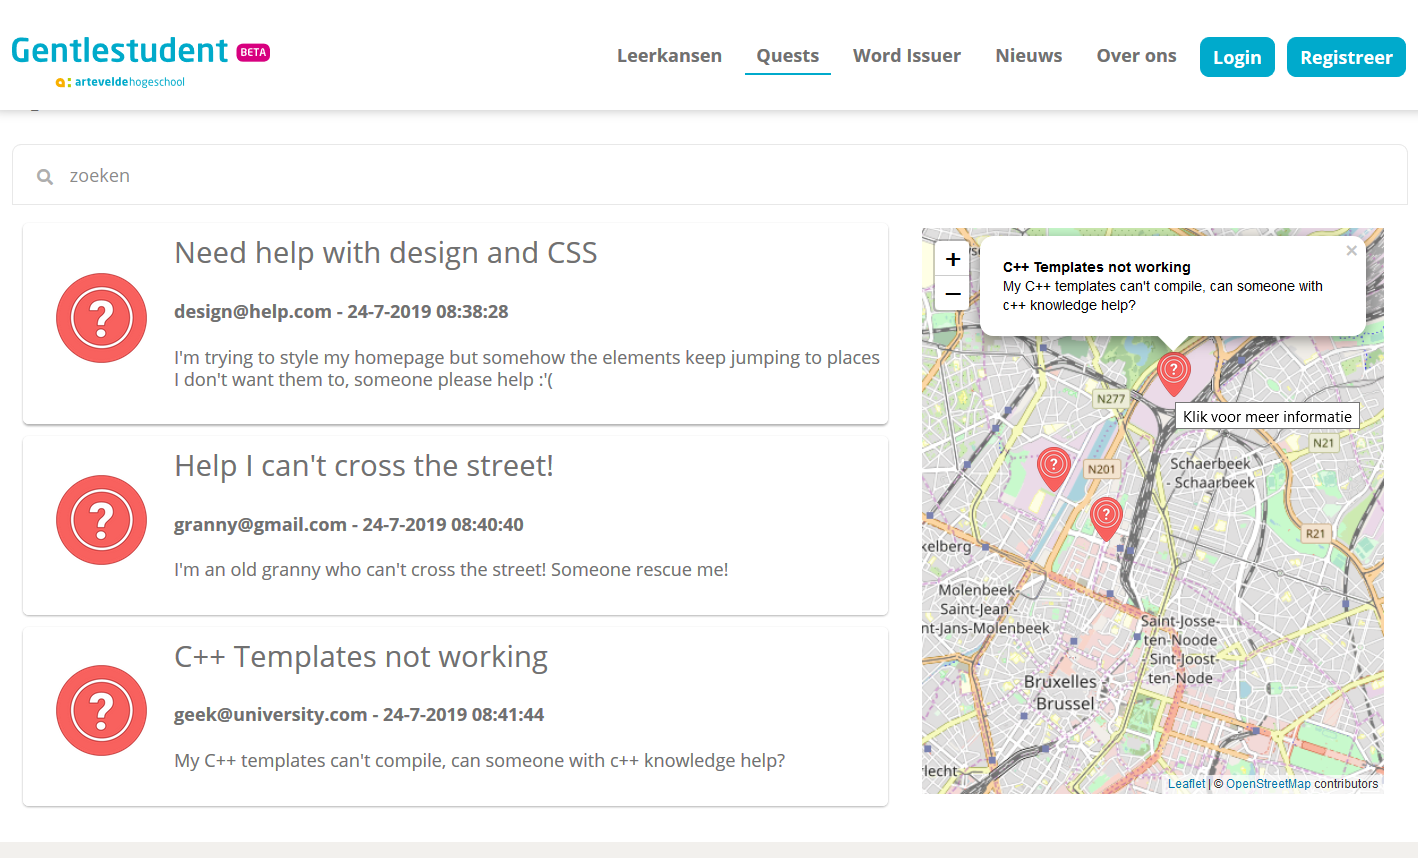 Gentlestudent BETA
arteveldehogeschool
Leerkansen Quests Word Issuer Nieuws Over ons Login Registreer
zoeken
Need help with design and CSS
design@help.com - 24-7-2019 08:38:28
I'm trying to style my homepage but somehow the elements keep jumping to places
I don't want them to, someone please help :'(
Help I can't cross the street!
granny@gmail.com - 24-7-2019 08:40:40
I'm an old granny who can't cross the street! Someone rescue me!
C++ Templates not working
geek@university.com - 24-7-2019 08:41:44
My C++ templates can't compile, can someone with c++ knowledge help?
+
−
C++ Templates not working
×
My C++ templates can't compile, can someone with
c++ knowledge help?
N277
Klik voor meer informatie
N21
N201
Schaerbeek
- Schaarbeek
R21
kelberg
Molenbeek-
Saint-Jean -
nt-Jans-Molenbeek
Saint-Josse-
ten-Noode
- Sint-Joost-
ten-Node
Bruxelles -
Brussel
lecht
Leaflet | © OpenStreetMap contributors